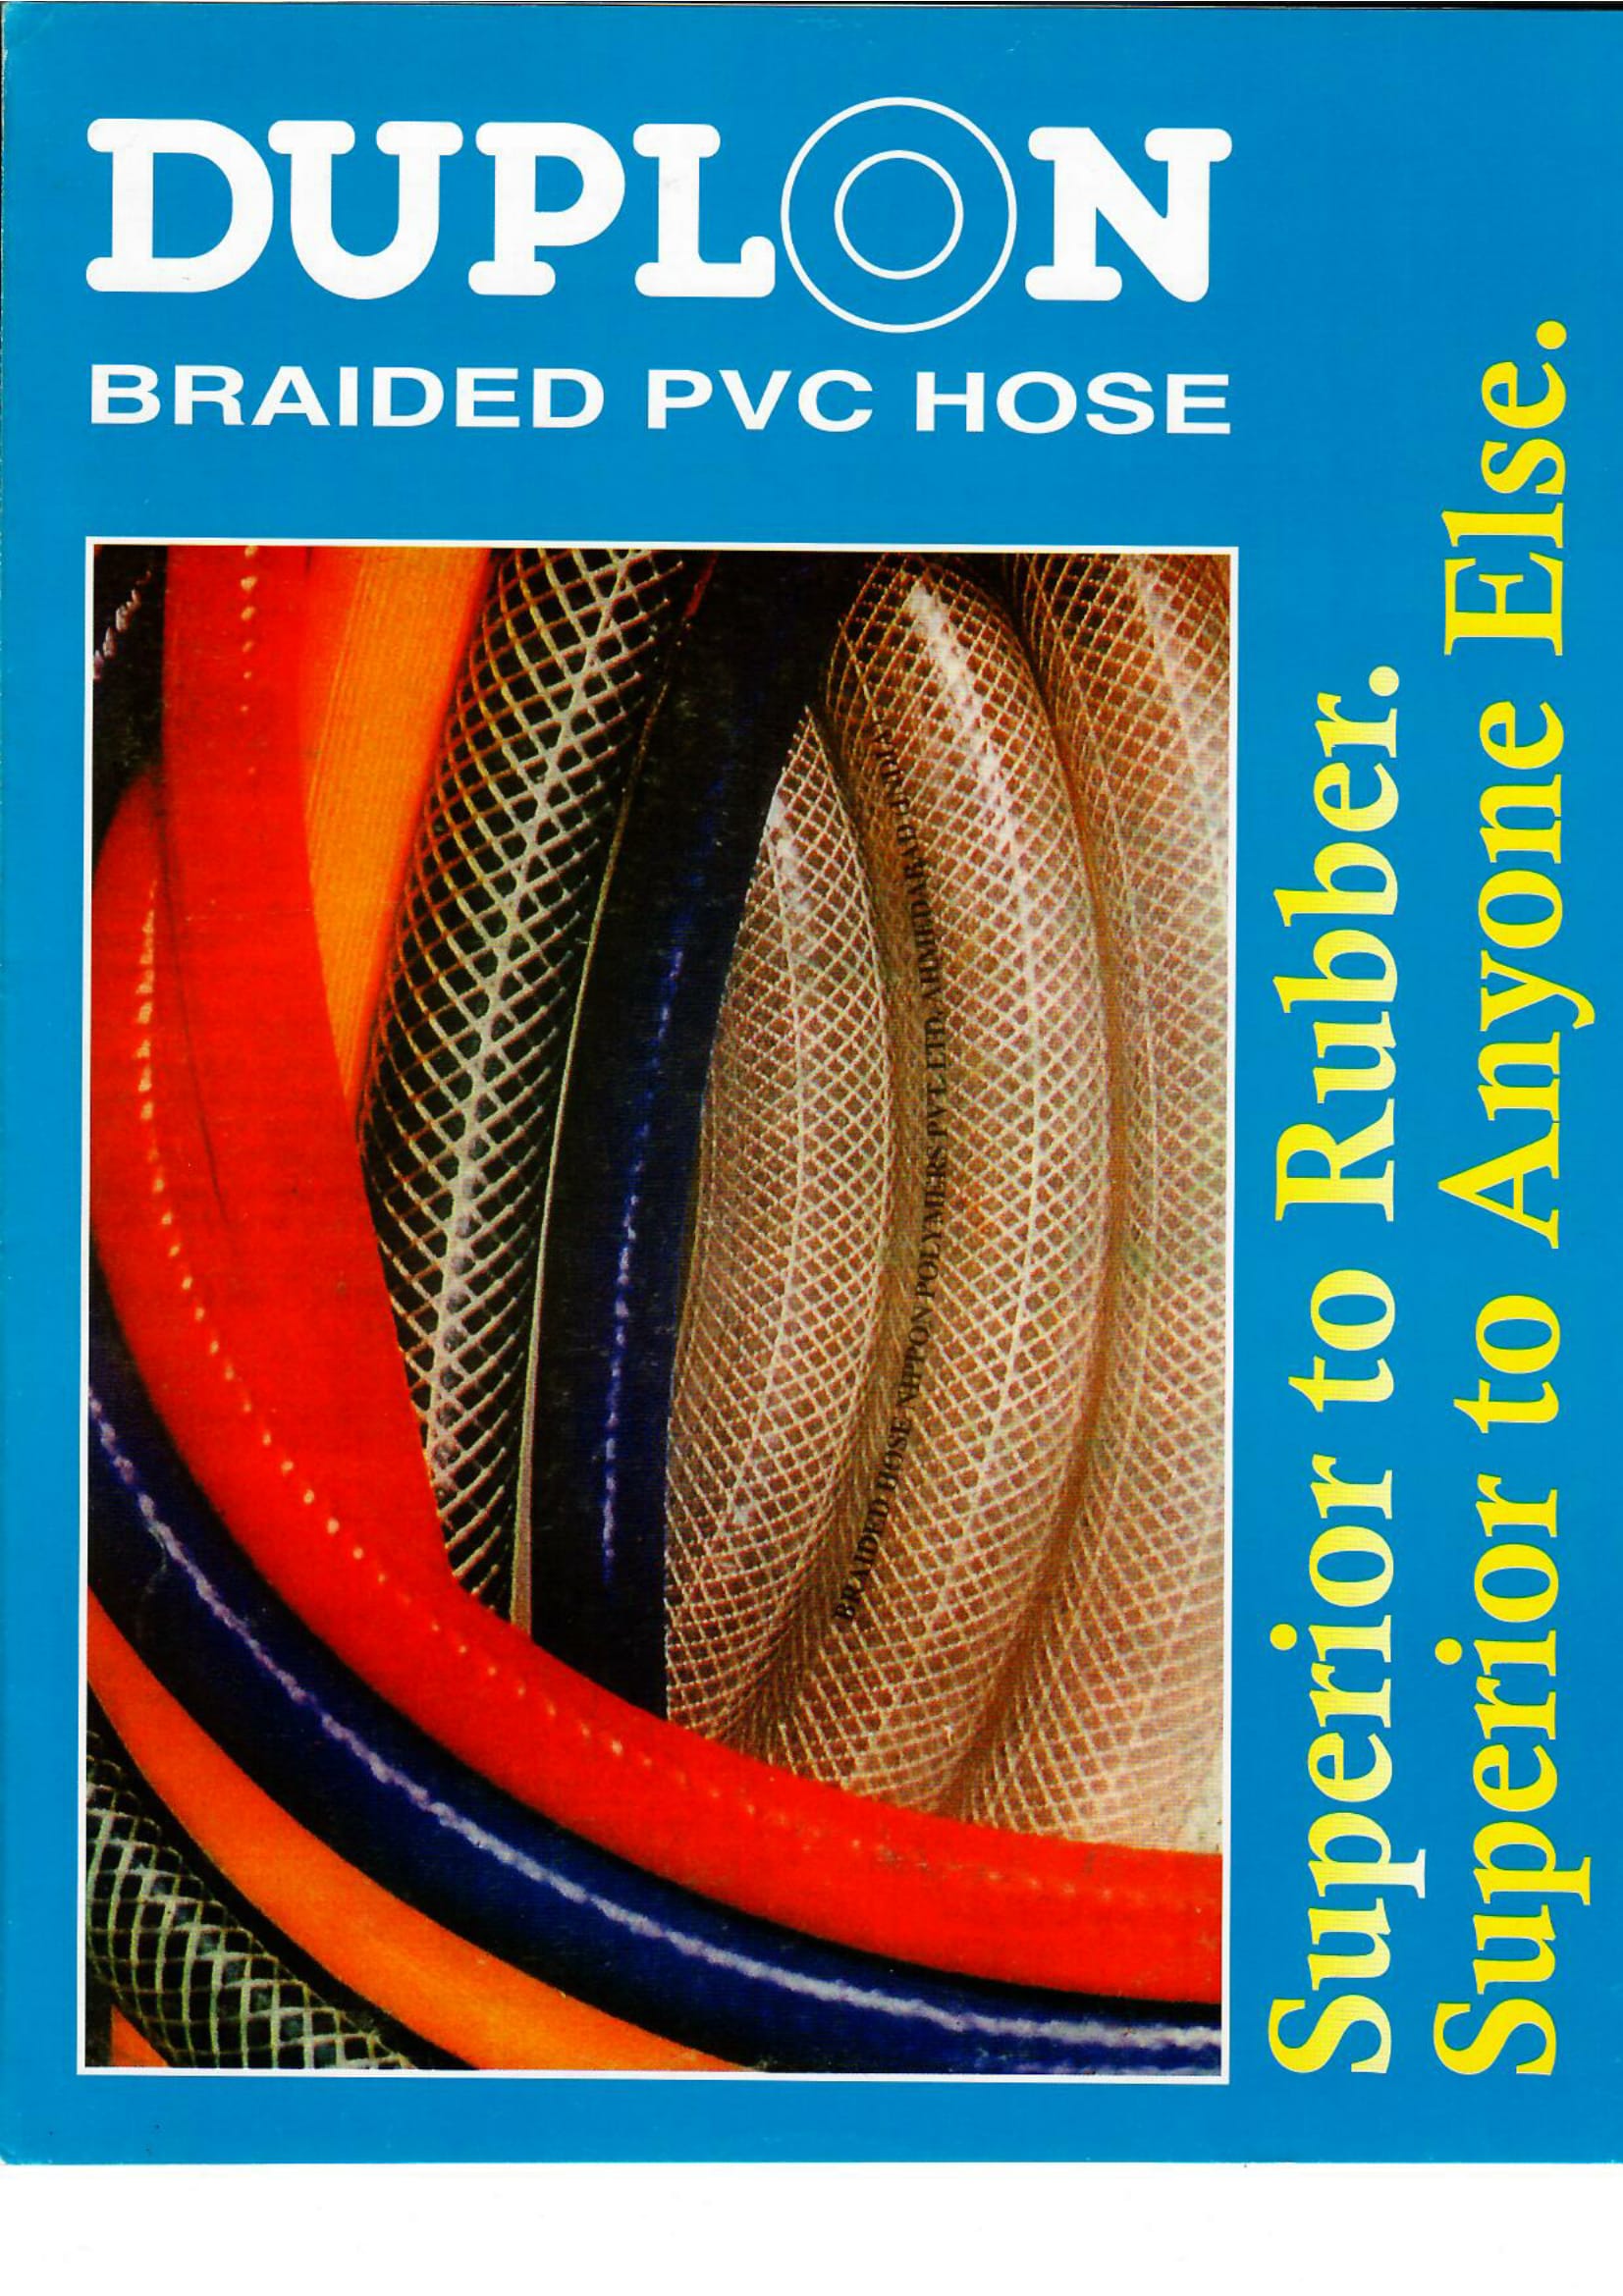 DUPLON
BRAIDED PVC HOSE
Superior to Rubber.
Superior to Anyone Else.
BRAIDED HOSE NIPPON POLYMERS PVT. LTD. AHMEDABAD (INDIA)